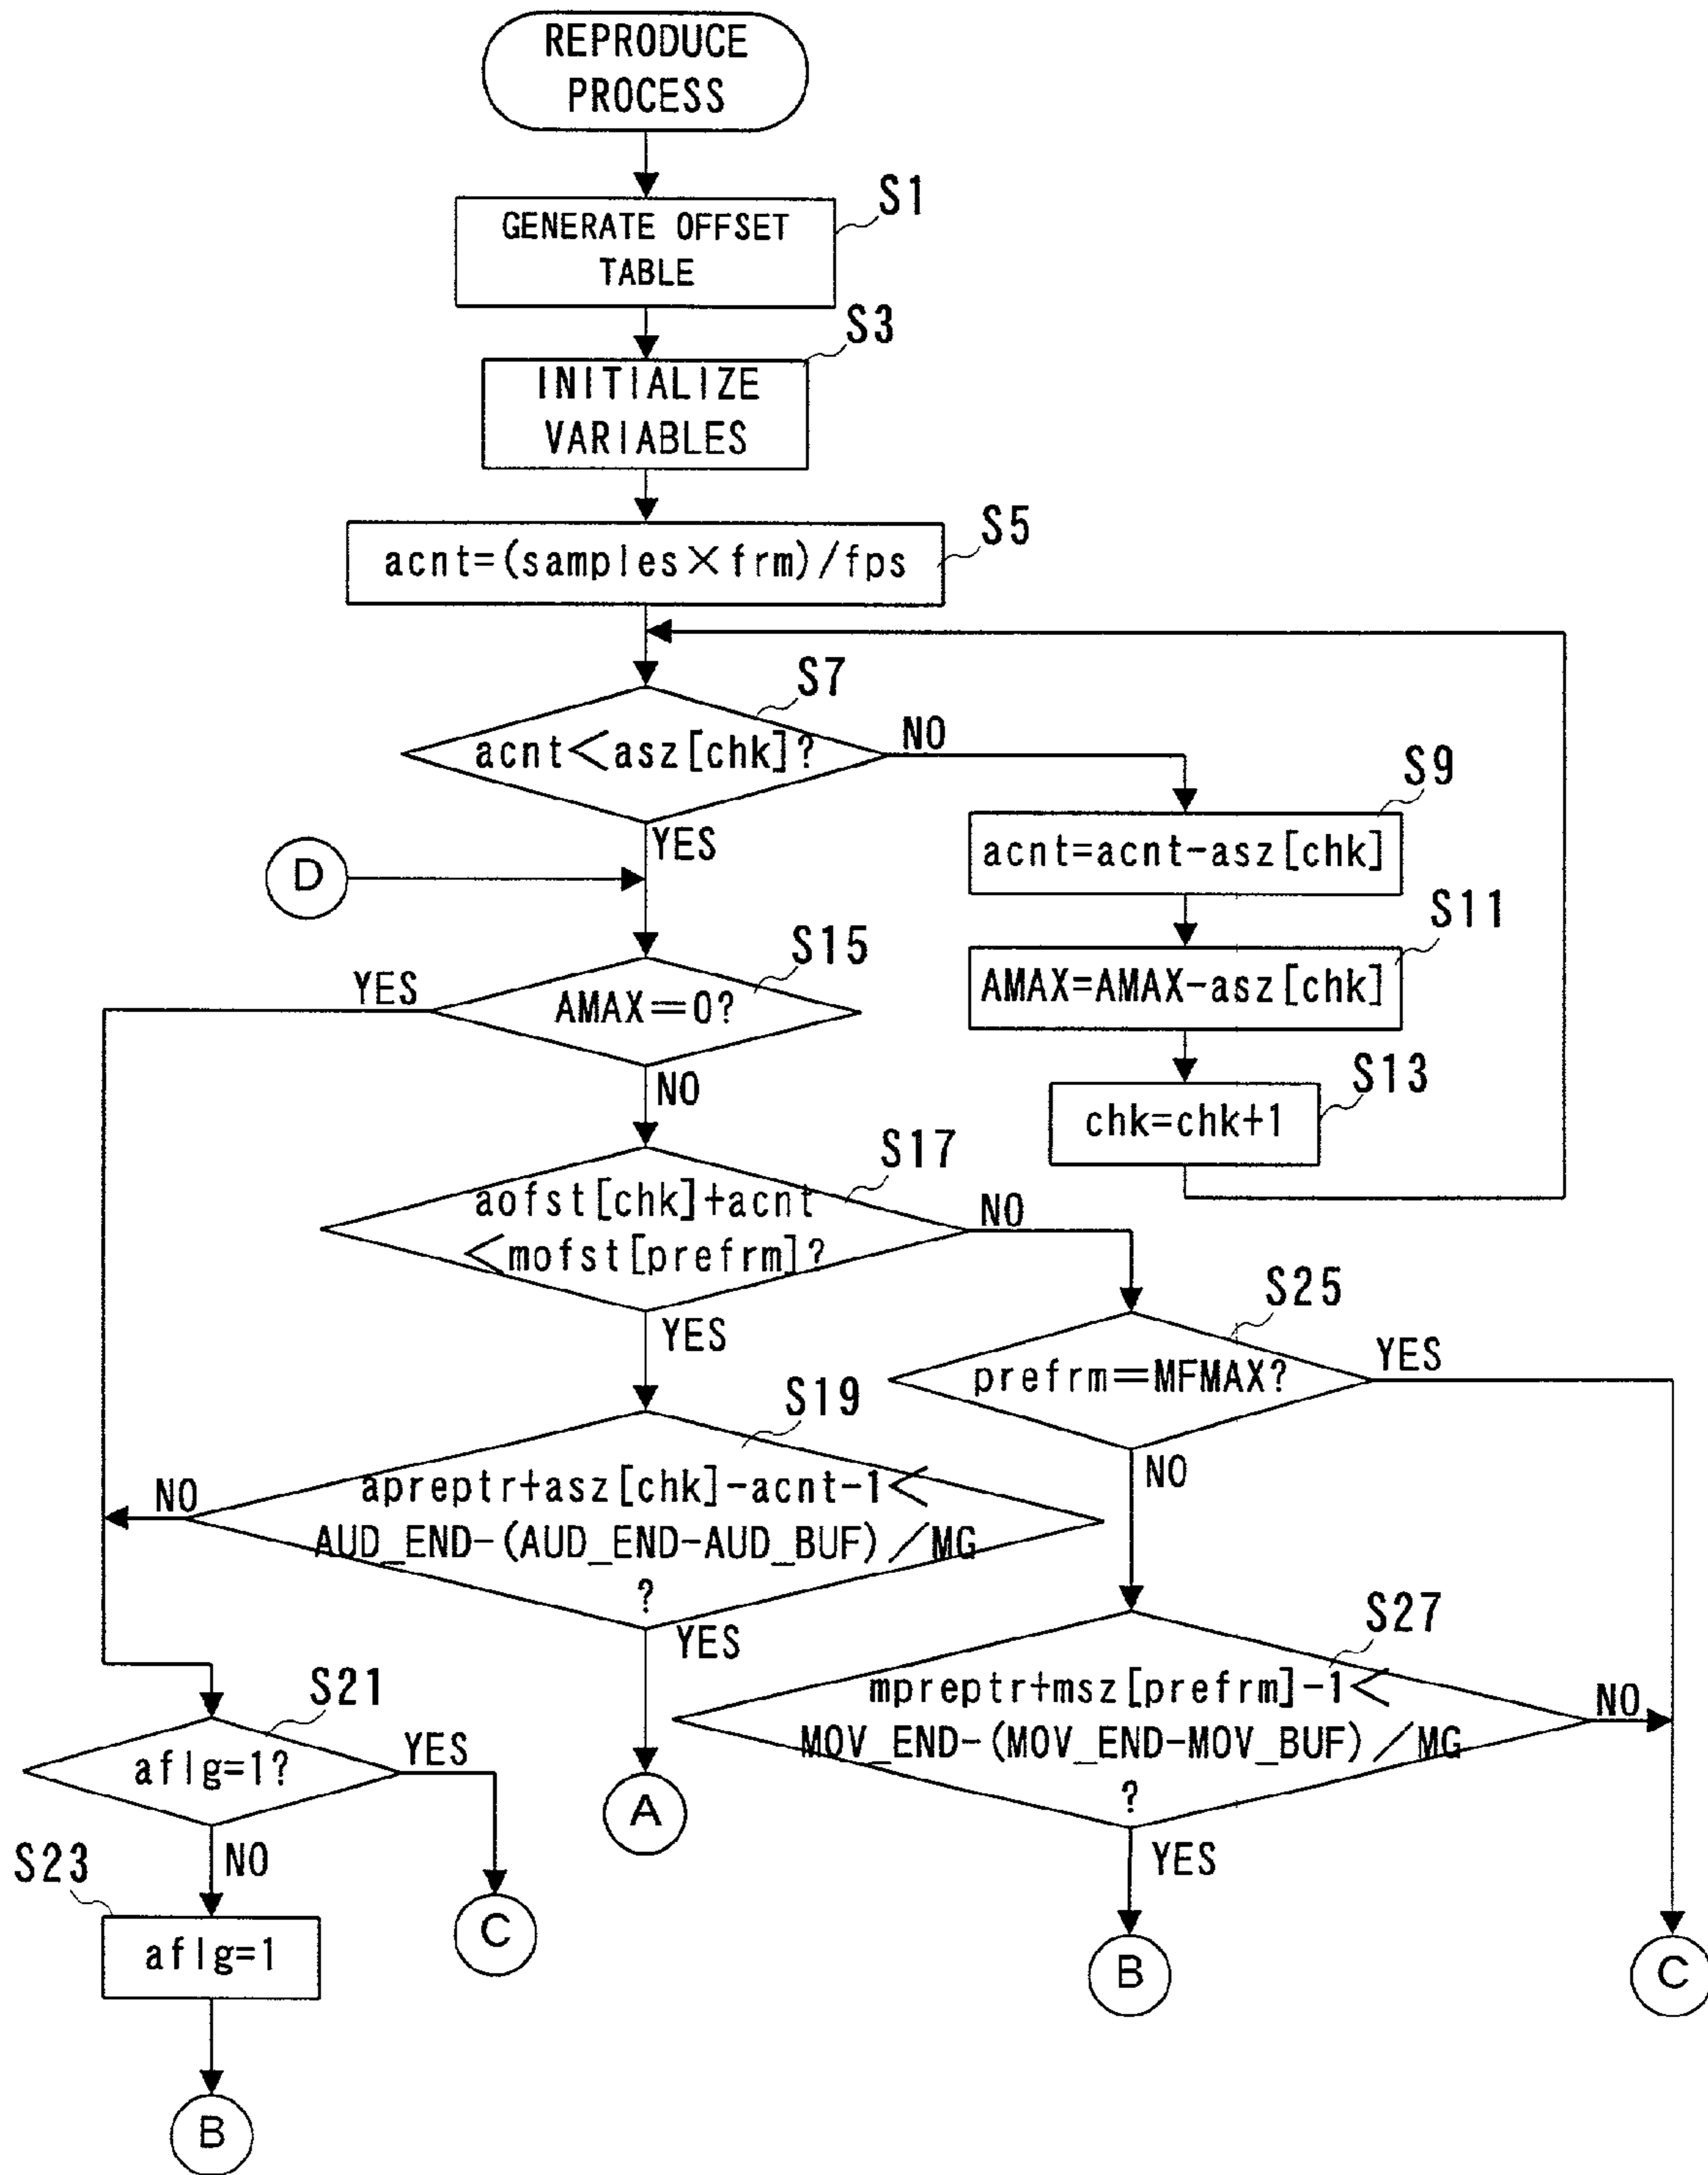 REPRODUCE
PROCESS
S1
GENERATE OFFSET
TABLE
S3
INITIALIZE
VARIABLES
S5
acnt=(samples×frm)/fps
S7
acnt<asz[chk]?
NO
YES
S9
acnt=acnt-asz[chk]
D
S11
AMAX=AMAX-asz[chk]
S15
YES
AMAX=0?
NO
S13
chk=chk+1
S17
aofst[chk]+acnt
<mofst[prefrm]?
NO
YES
S25
prefrm=MFMAX?
YES
NO
S19
apreptr+asz[chk]-acnt-1<
AUD_END-(AUD_END-AUD_BUF)/MG
?
NO
YES
S27
mpreptr+msz[prefrm]-1<
MOV_END-(MOV_END-MOV_BUF)/MG
?
NO
YES
S21
aflg=1?
YES
NO
A
S23
aflg=1
C
B
C
B